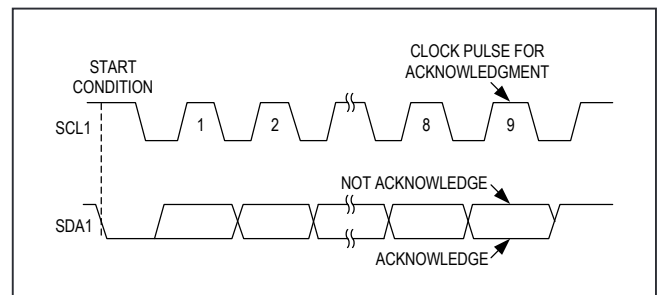 START
CONDITION
CLOCK PULSE FOR
ACKNOWLEDGMENT
SCL1
1
2
8
9
NOT ACKNOWLEDGE
SDA1
ACKNOWLEDGE